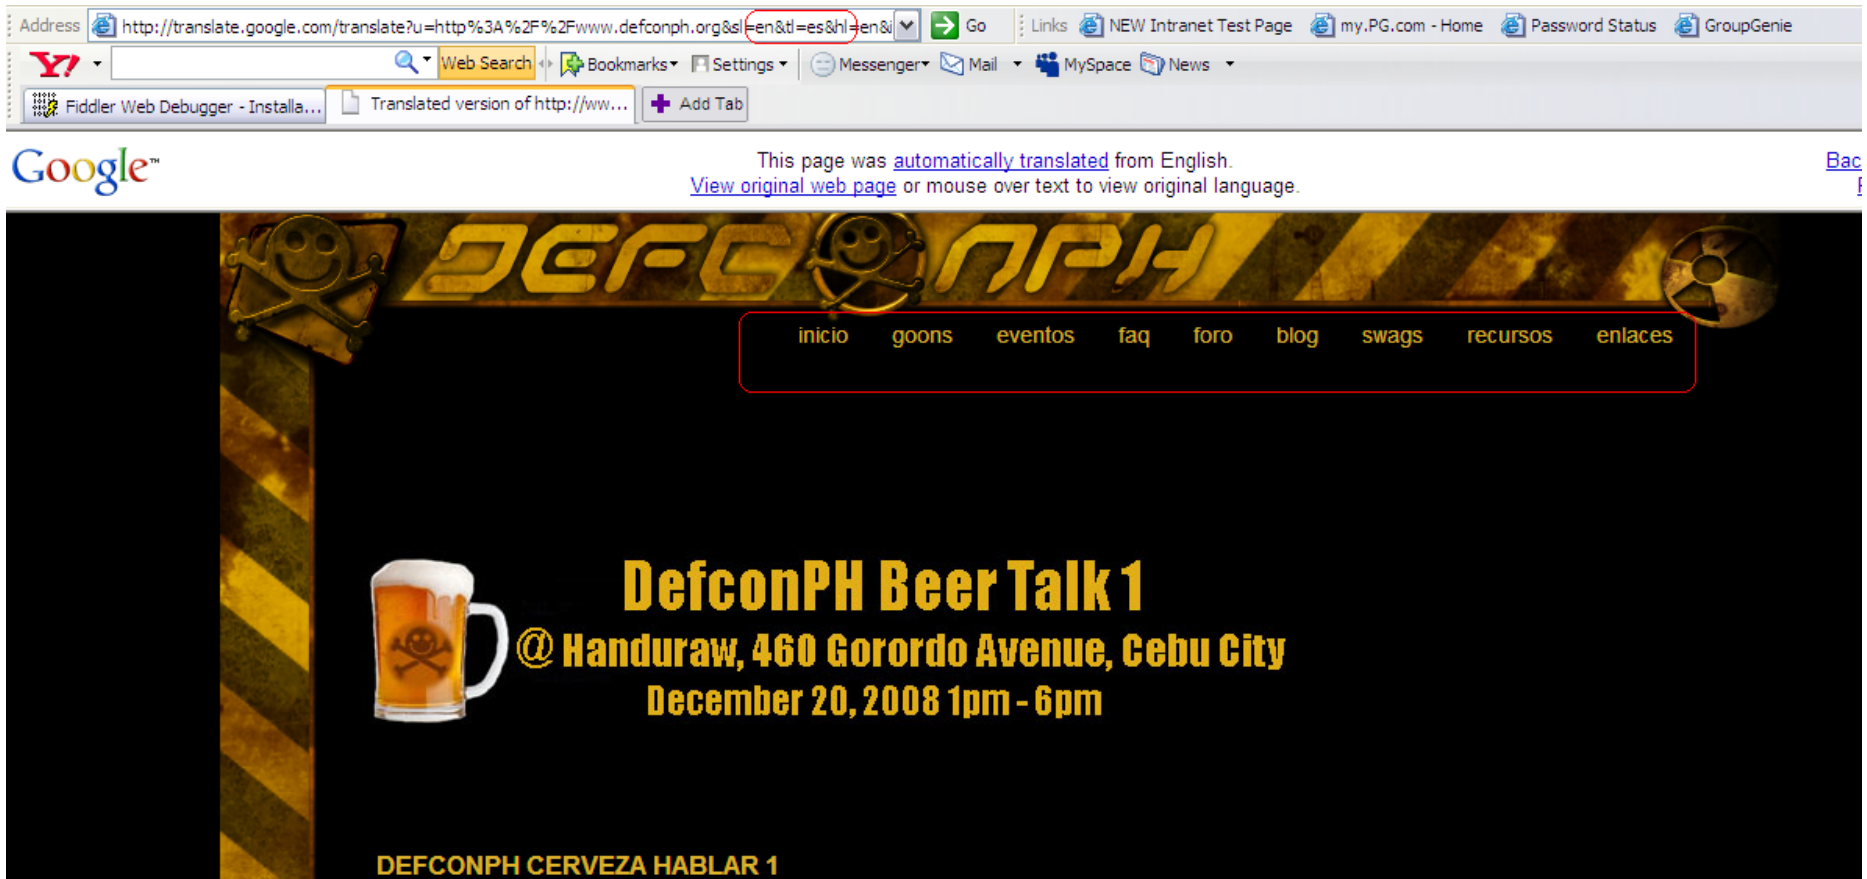 Address http://translate.google.com/translate?u=http%3A%2F%2Fwww.defconph.org&sl=en&tl=es&hl=en&i Go Links NEW Intranet Test Page my.PG.com - Home Password Status GroupGenie
Y! Web Search Bookmarks Settings Messenger Mail MySpace News
Fiddler Web Debugger - Installa... Translated version of http://ww... Add Tab
Google™ This page was automatically translated from English. Bac
View original web page or mouse over text to view original language.
DEFCONPH
inicio goons eventos faq foro blog swags recursos enlaces
DefconPH Beer Talk 1
@ Handuraw, 460 Gorordo Avenue, Cebu City
December 20, 2008 1pm - 6pm
DEFCONPH CERVEZA HABLAR 1